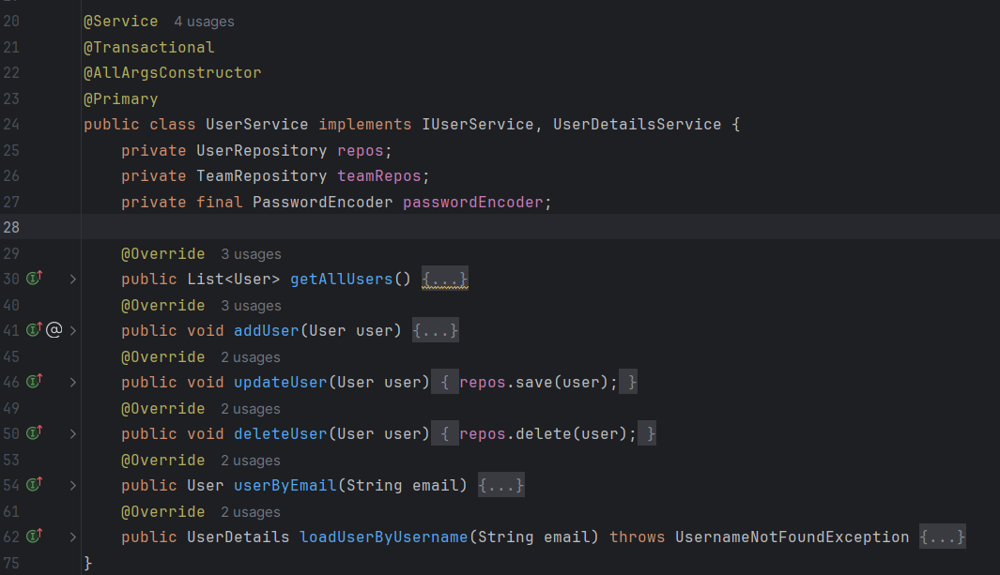 20 @Service 4 usages
21 @Transactional
22 @AllArgsConstructor
23 @Primary
24 public class UserService implements IUserService, UserDetailsService {
25     private UserRepository repos;
26     private TeamRepository teamRepos;
27     private final PasswordEncoder passwordEncoder;
28
29     @Override 3 usages
30     public List<User> getAllUsers() {...}
40     @Override 3 usages
41 @   public void addUser(User user) {...}
45     @Override 2 usages
46     public void updateUser(User user) { repos.save(user); }
49     @Override 2 usages
50     public void deleteUser(User user) { repos.delete(user); }
53     @Override 2 usages
54     public User userByEmail(String email) {...}
61     @Override 2 usages
62     public UserDetails loadUserByUsername(String email) throws UsernameNotFoundException {...}
75 }